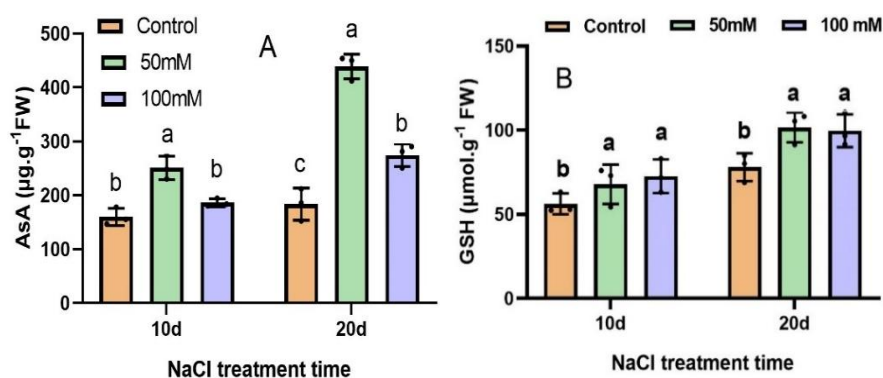 Control
50mM
100mM
A
AsA (μg.g⁻¹FW)
500
400
300
200
100
0
b
a
b
c
a
b
10d
20d
NaCl treatment time
Control
50mM
100 mM
B
GSH (μmol.g⁻¹ FW)
150
100
50
0
b
a
a
b
a
a
10d
20d
NaCl treatment time